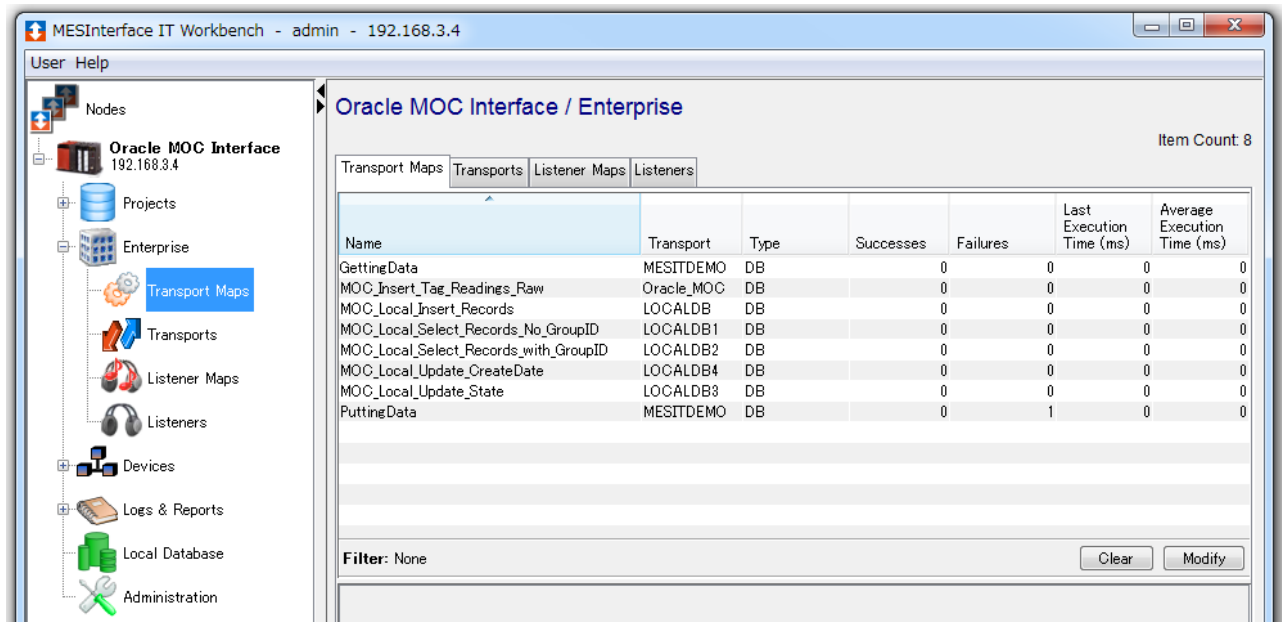 MESInterface IT Workbench - admin - 192.168.3.4
User Help
Nodes
Oracle MOC Interface
192.168.3.4
Projects
Enterprise
Transport Maps
Transports
Listener Maps
Listeners
Devices
Logs & Reports
Local Database
Administration
Oracle MOC Interface / Enterprise
Item Count: 8
Transport Maps Transports Listener Maps Listeners
Name Transport Type Successes Failures Last Execution Time (ms) Average Execution Time (ms)
GettingData MESITDEMO DB 0 0 0 0
MOC_Insert_Tag_Readings_Raw Oracle_MOC DB 0 0 0 0
MOC_Local_Insert_Records LOCALDB DB 0 0 0 0
MOC_Local_Select_Records_No_GroupID LOCALDB1 DB 0 0 0 0
MOC_Local_Select_Records_with_GroupID LOCALDB2 DB 0 0 0 0
MOC_Local_Update_CreateDate LOCALDB4 DB 0 0 0 0
MOC_Local_Update_State LOCALDB3 DB 0 0 0 0
PuttingData MESITDEMO DB 0 1 0 0
Filter: None
Clear Modify